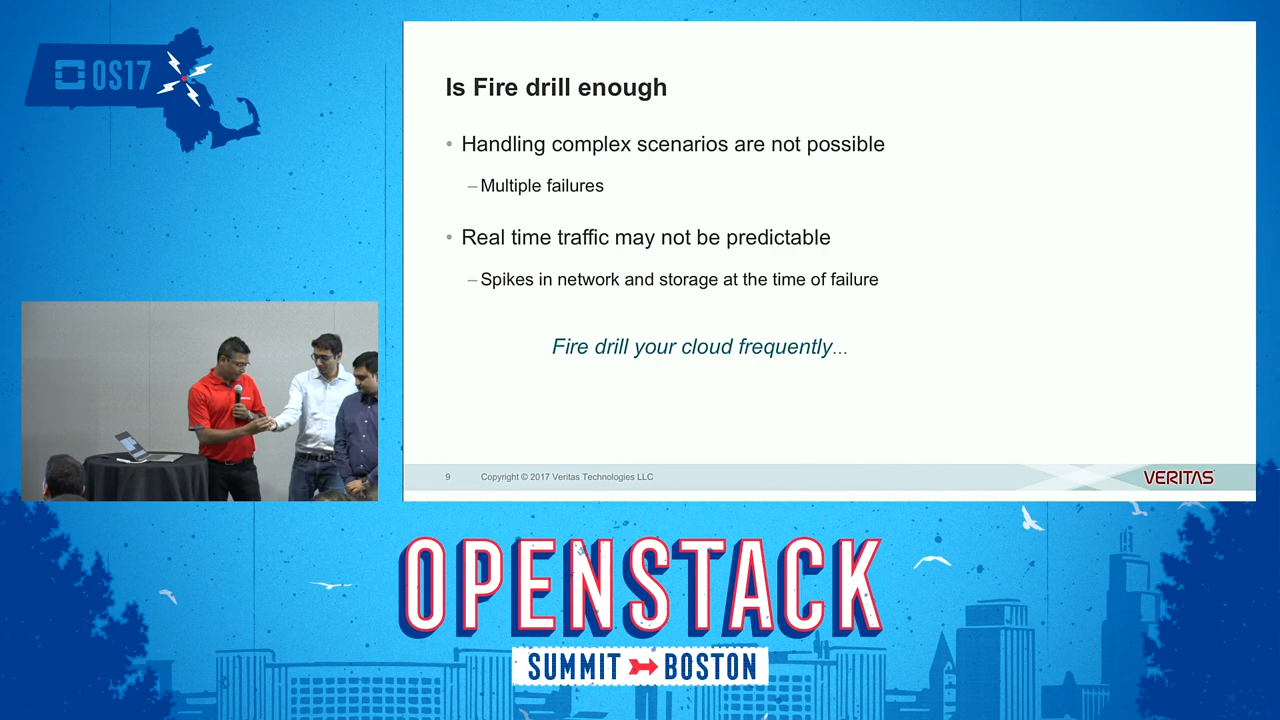 OS17
Is Fire drill enough
• Handling complex scenarios are not possible
– Multiple failures
• Real time traffic may not be predictable
– Spikes in network and storage at the time of failure
Fire drill your cloud frequently...
9 Copyright © 2017 Veritas Technologies LLC
VERITAS
OPENSTACK
SUMMIT BOSTON